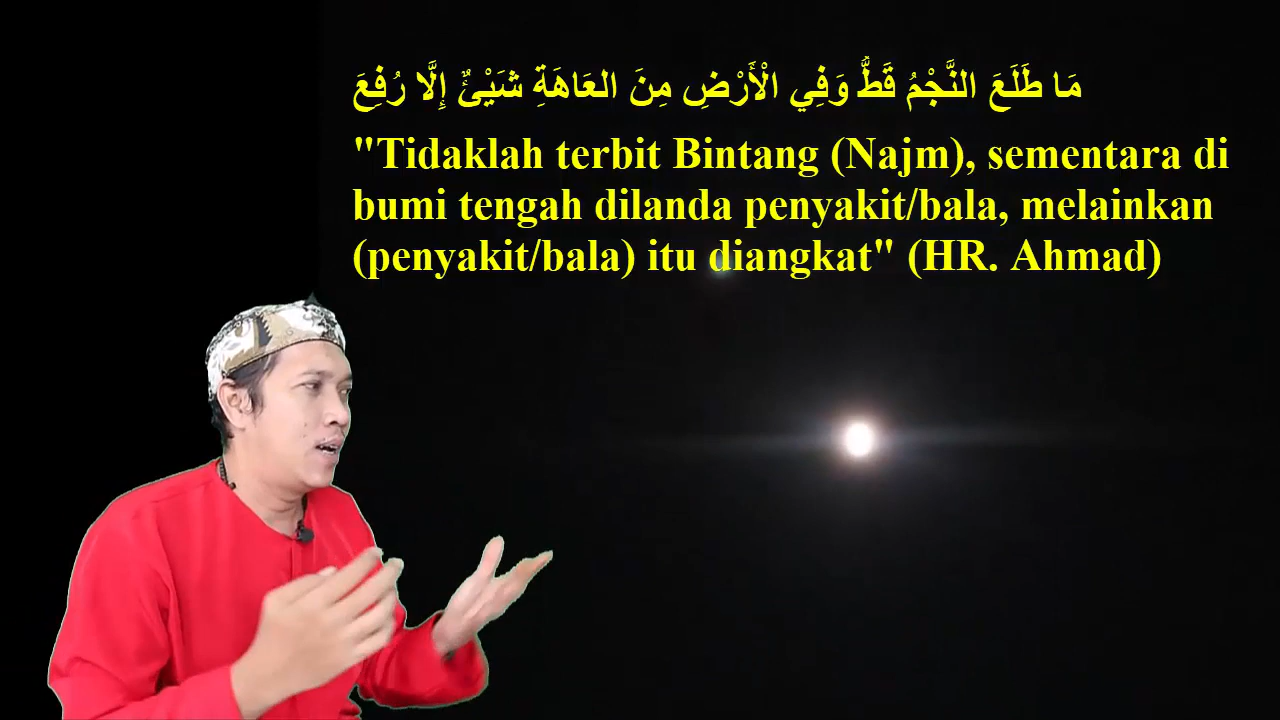 مَا طَلَعَ النَّجْمُ قَطُّ وَفِي الْأَرْضِ مِنَ العَاهَةِ شَيْئٌ إِلَّا رُفِعَ
"Tidaklah terbit Bintang (Najm), sementara di
bumi tengah dilanda penyakit/bala, melainkan
(penyakit/bala) itu diangkat" (HR. Ahmad)